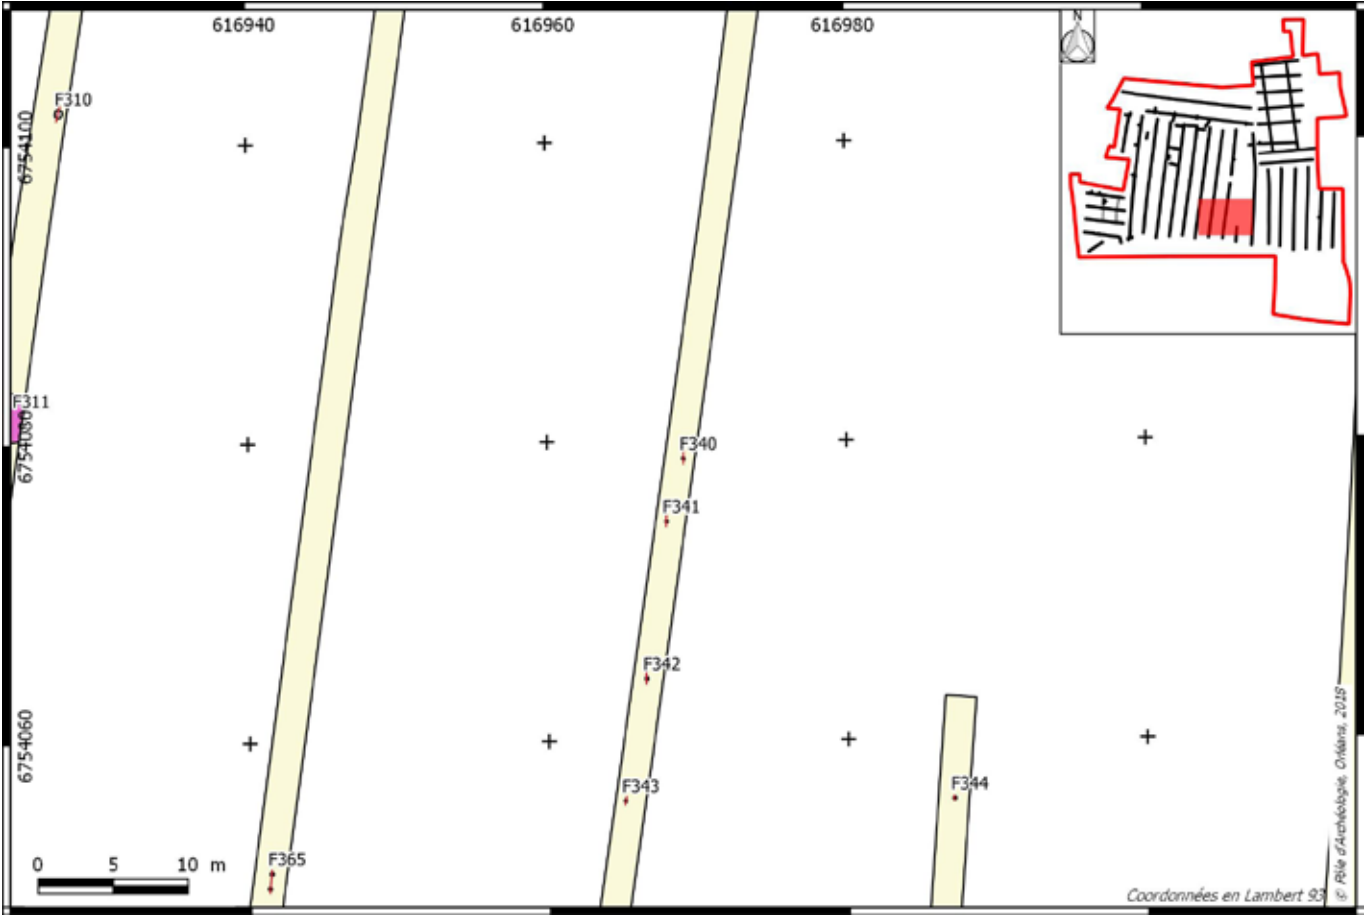 616940
616960
616980
N
F310
6754100
F311
6754080
F340
F341
F342
6754060
F343
F344
F365
0 5 10 m
Coordonnées en Lambert 93
© Pôle d'Archéologie, Orléans, 2018